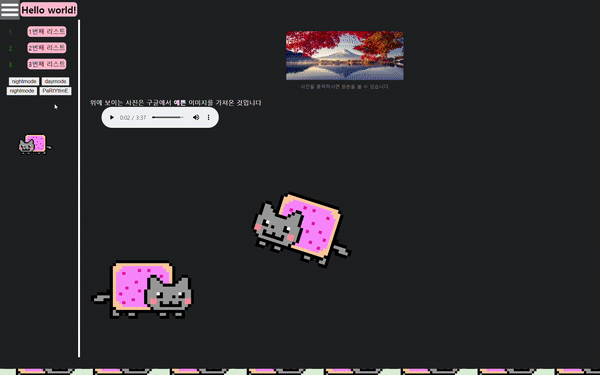 Hello world!
1. 1번째 리스트
2. 2번째 리스트
3. 3번째 리스트
nightmode daymode
nightmode PaRtYtImE
사진을 클릭하시면 원본을 볼 수 있습니다.
위에 보이는 사진은 구글에서 예쁜 이미지를 가져온 것입니다
0:02 / 3:37